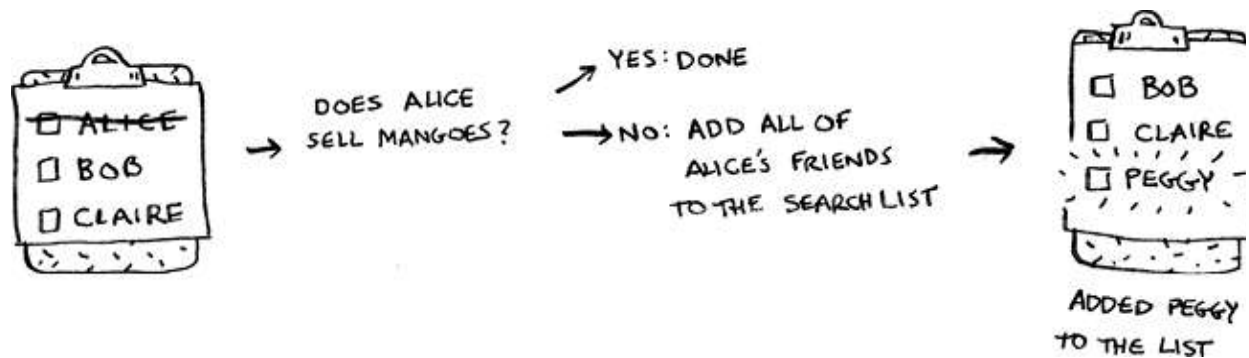 ALICE
BOB
CLAIRE
DOES ALICE
SELL MANGOES?
YES: DONE
NO: ADD ALL OF
ALICE'S FRIENDS
TO THE SEARCH LIST
BOB
CLAIRE
PEGGY
ADDED PEGGY
TO THE LIST